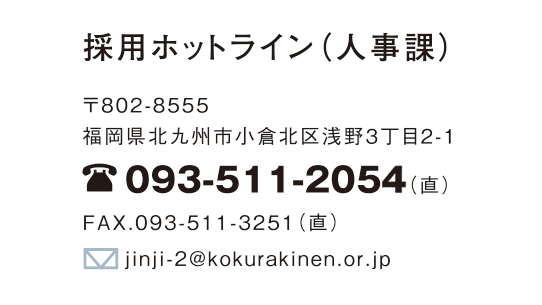 採用ホットライン（人事課）
〒802-8555
福岡県北九州市小倉北区浅野3丁目2-1
☎093-511-2054（直）
FAX.093-511-3251（直）
jinji-2@kokurakinen.or.jp